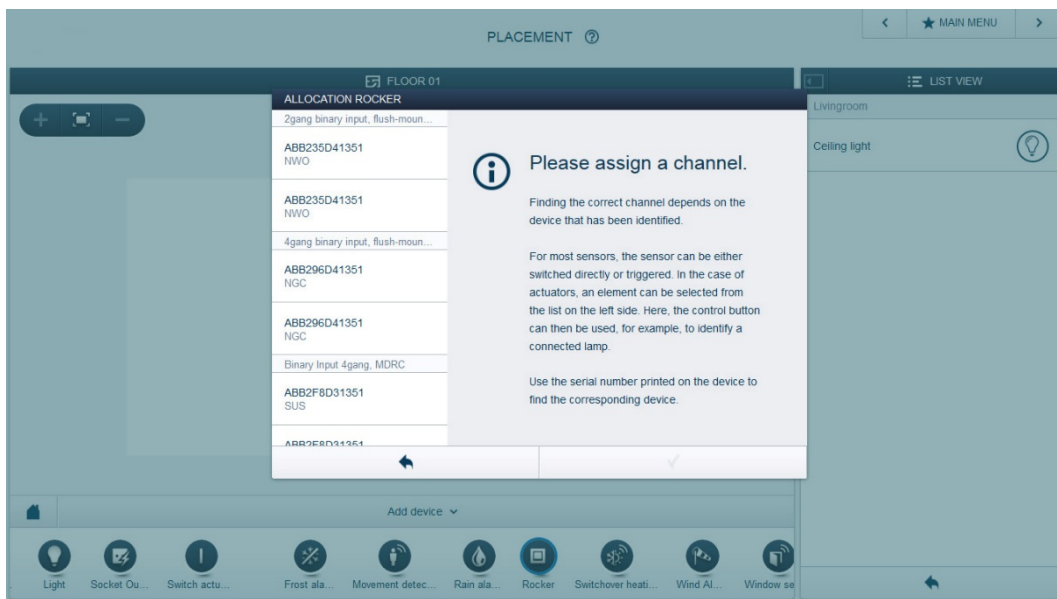 PLACEMENT ?
MAIN MENU
FLOOR 01
LIST VIEW
ALLOCATION ROCKER
2gang binary input, flush-moun...
ABB235D41351
NWO
ABB235D41351
NWO
4gang binary input, flush-moun...
ABB296D41351
NGC
ABB296D41351
NGC
Binary Input 4gang, MDRC
ABB2F8D31351
SUS
ABB2F8D31351
Please assign a channel.
Finding the correct channel depends on the
device that has been identified.
For most sensors, the sensor can be either
switched directly or triggered. In the case of
actuators, an element can be selected from
the list on the left side. Here, the control button
can then be used, for example, to identify a
connected lamp.
Use the serial number printed on the device to
find the corresponding device.
Livingroom
Ceiling light
Add device
Light
Socket Ou...
Switch actu...
Frost ala...
Movement detec...
Rain ala...
Rocker
Switchover heati...
Wind Al...
Window se